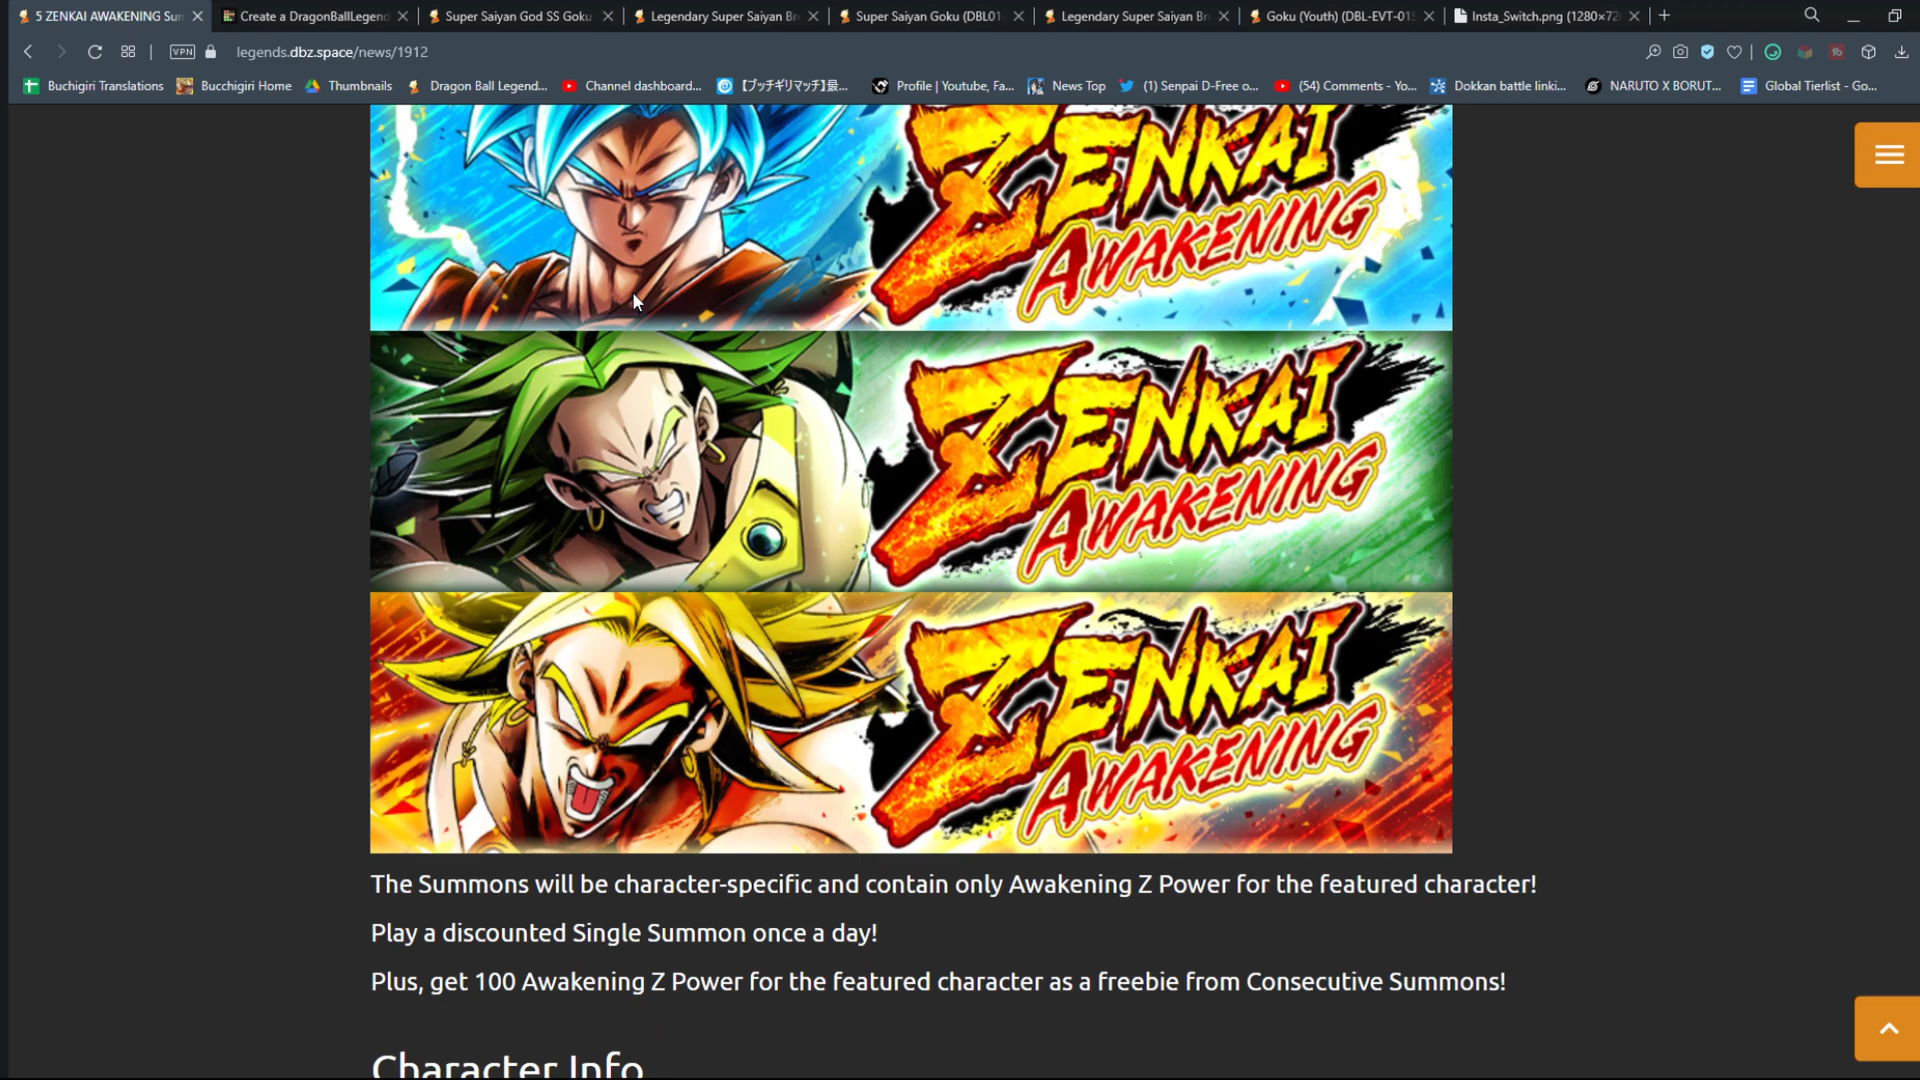 5 ZENKAI AWAKENING Sum
Create a DragonBallLegend
Super Saiyan God SS Goku
Legendary Super Saiyan Br
Super Saiyan Goku (DBL01-
Legendary Super Saiyan Br
Goku (Youth) (DBL-EVT-01S
Insta_Switch.png (1280×72
VPN
legends.dbz.space/news/1912
Buchigiri Translations
Bucchigiri Home
Thumbnails
Dragon Ball Legend...
Channel dashboard...
【ブッチギリマッチ】最...
Profile | Youtube, Fa...
News Top
(1) Senpai D-Free o...
(54) Comments - Yo...
Dokkan battle linki...
NARUTO X BORUT...
Global Tierlist - Go...
ZENKAI
AWAKENING
ZENKAI
AWAKENING
ZENKAI
AWAKENING
The Summons will be character-specific and contain only Awakening Z Power for the featured character!
Play a discounted Single Summon once a day!
Plus, get 100 Awakening Z Power for the featured character as a freebie from Consecutive Summons!
Character Info